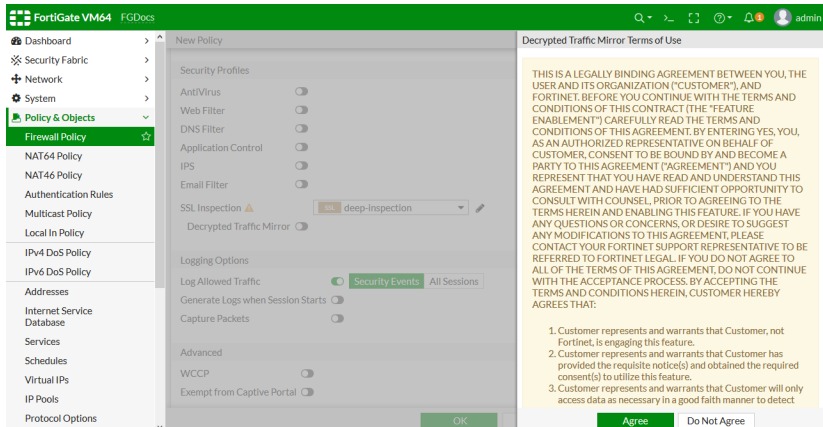 FortiGate VM64 FGDocs
>_
1
admin
Dashboard
Security Fabric
Network
System
Policy & Objects
Firewall Policy
NAT64 Policy
NAT46 Policy
Authentication Rules
Multicast Policy
Local In Policy
IPv4 DoS Policy
IPv6 DoS Policy
Addresses
Internet Service
Database
Services
Schedules
Virtual IPs
IP Pools
Protocol Options
New Policy
Security Profiles
AntiVirus
Web Filter
DNS Filter
Application Control
IPS
Email Filter
SSL Inspection
SSL deep-inspection
Decrypted Traffic Mirror
Logging Options
Log Allowed Traffic Security Events All Sessions
Generate Logs when Session Starts
Capture Packets
Advanced
WCCP
Exempt from Captive Portal
OK
Decrypted Traffic Mirror Terms of Use
THIS IS A LEGALLY BINDING AGREEMENT BETWEEN YOU, THE
USER AND ITS ORGANIZATION ("CUSTOMER"), AND
FORTINET. BEFORE YOU CONTINUE WITH THE TERMS AND
CONDITIONS OF THIS CONTRACT (THE "FEATURE
ENABLEMENT") CAREFULLY READ THE TERMS AND
CONDITIONS OF THIS AGREEMENT. BY ENTERING YES, YOU,
AS AN AUTHORIZED REPRESENTATIVE ON BEHALF OF
CUSTOMER, CONSENT TO BE BOUND BY AND BECOME A
PARTY TO THIS AGREEMENT ("AGREEMENT") AND YOU
REPRESENT THAT YOU HAVE READ AND UNDERSTAND THIS
AGREEMENT AND HAVE HAD SUFFICIENT OPPORTUNITY TO
CONSULT WITH COUNSEL, PRIOR TO AGREEING TO THE
TERMS HEREIN AND ENABLING THIS FEATURE. IF YOU HAVE
ANY QUESTIONS OR CONCERNS, OR DESIRE TO SUGGEST
ANY MODIFICATIONS TO THIS AGREEMENT, PLEASE
CONTACT YOUR FORTINET SUPPORT REPRESENTATIVE TO BE
REFERRED TO FORTINET LEGAL. IF YOU DO NOT AGREE TO
ALL OF THE TERMS OF THIS AGREEMENT, DO NOT CONTINUE
WITH THE ACCEPTANCE PROCESS. BY ACCEPTING THE
TERMS AND CONDITIONS HEREIN, CUSTOMER HEREBY
AGREES THAT:
1. Customer represents and warrants that Customer, not
Fortinet, is engaging this feature.
2. Customer represents and warrants that Customer has
provided the requisite notice(s) and obtained the required
consent(s) to utilize this feature.
3. Customer represents and warrants that Customer will only
access data as necessary in a good faith manner to detect
Agree
Do Not Agree